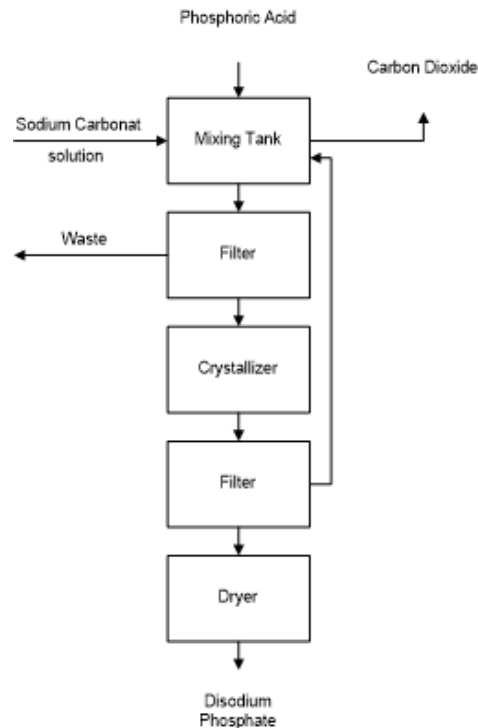 Phosphoric Acid
Carbon Dioxide
Sodium Carbonat
solution
Mixing Tank
Waste
Filter
Crystallizer
Filter
Dryer
Disodium
Phosphate